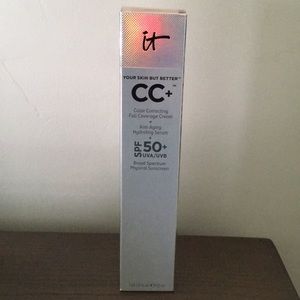 it
YOUR SKIN BUT BETTER™
CC+™
Color Correcting
Full Coverage Cream
+
Anti-Aging
Hydrating Serum
+
SPF 50+
UVA/UVB
Broad Spectrum
Physical Sunscreen